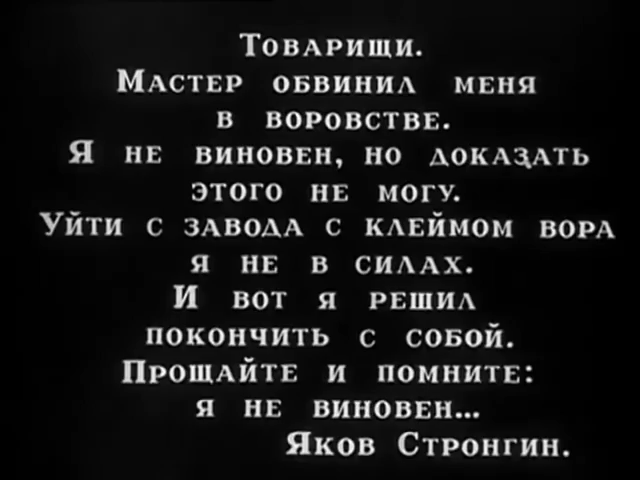 Товарищи.
Мастер обвинил меня
в воровстве.
Я не виновен, но доказать
этого не могу.
Уйти с завода с клеймом вора
я не в силах.
И вот я решил
покончить с собой.
Прощайте и помните:
я не виновен...
Яков Стронгин.